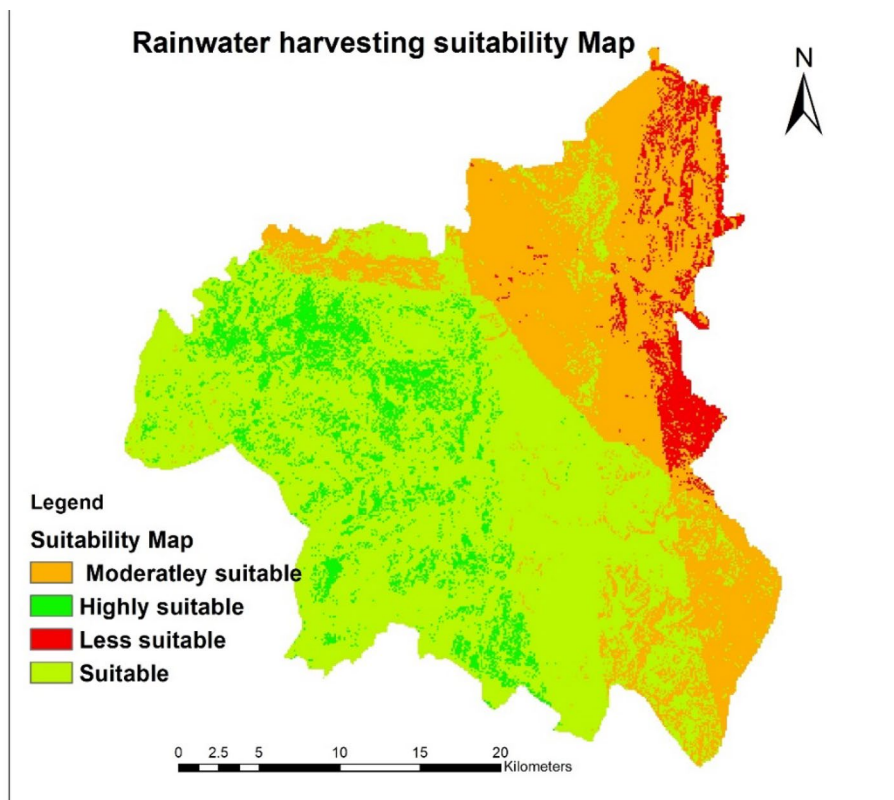 Rainwater harvesting suitability Map
N
Legend
Suitability Map
Moderatley suitable
Highly suitable
Less suitable
Suitable
0 2.5 5 10 15 20
Kilometers